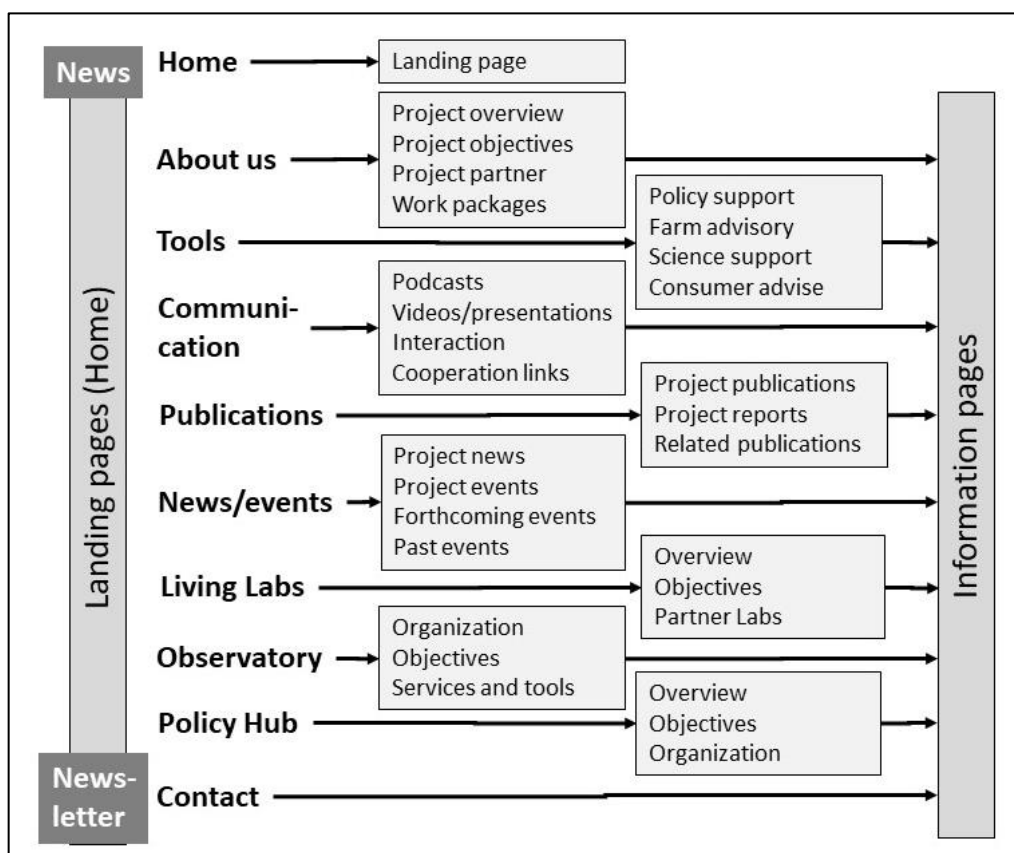 News
Landing pages (Home)
News-
letter
Home
Landing page
About us
Project overview
Project objectives
Project partner
Work packages
Tools
Policy support
Farm advisory
Science support
Consumer advise
Communi-
cation
Podcasts
Videos/presentations
Interaction
Cooperation links
Publications
Project publications
Project reports
Related publications
News/events
Project news
Project events
Forthcoming events
Past events
Living Labs
Overview
Objectives
Partner Labs
Observatory
Organization
Objectives
Services and tools
Policy Hub
Overview
Objectives
Organization
Contact
Information pages